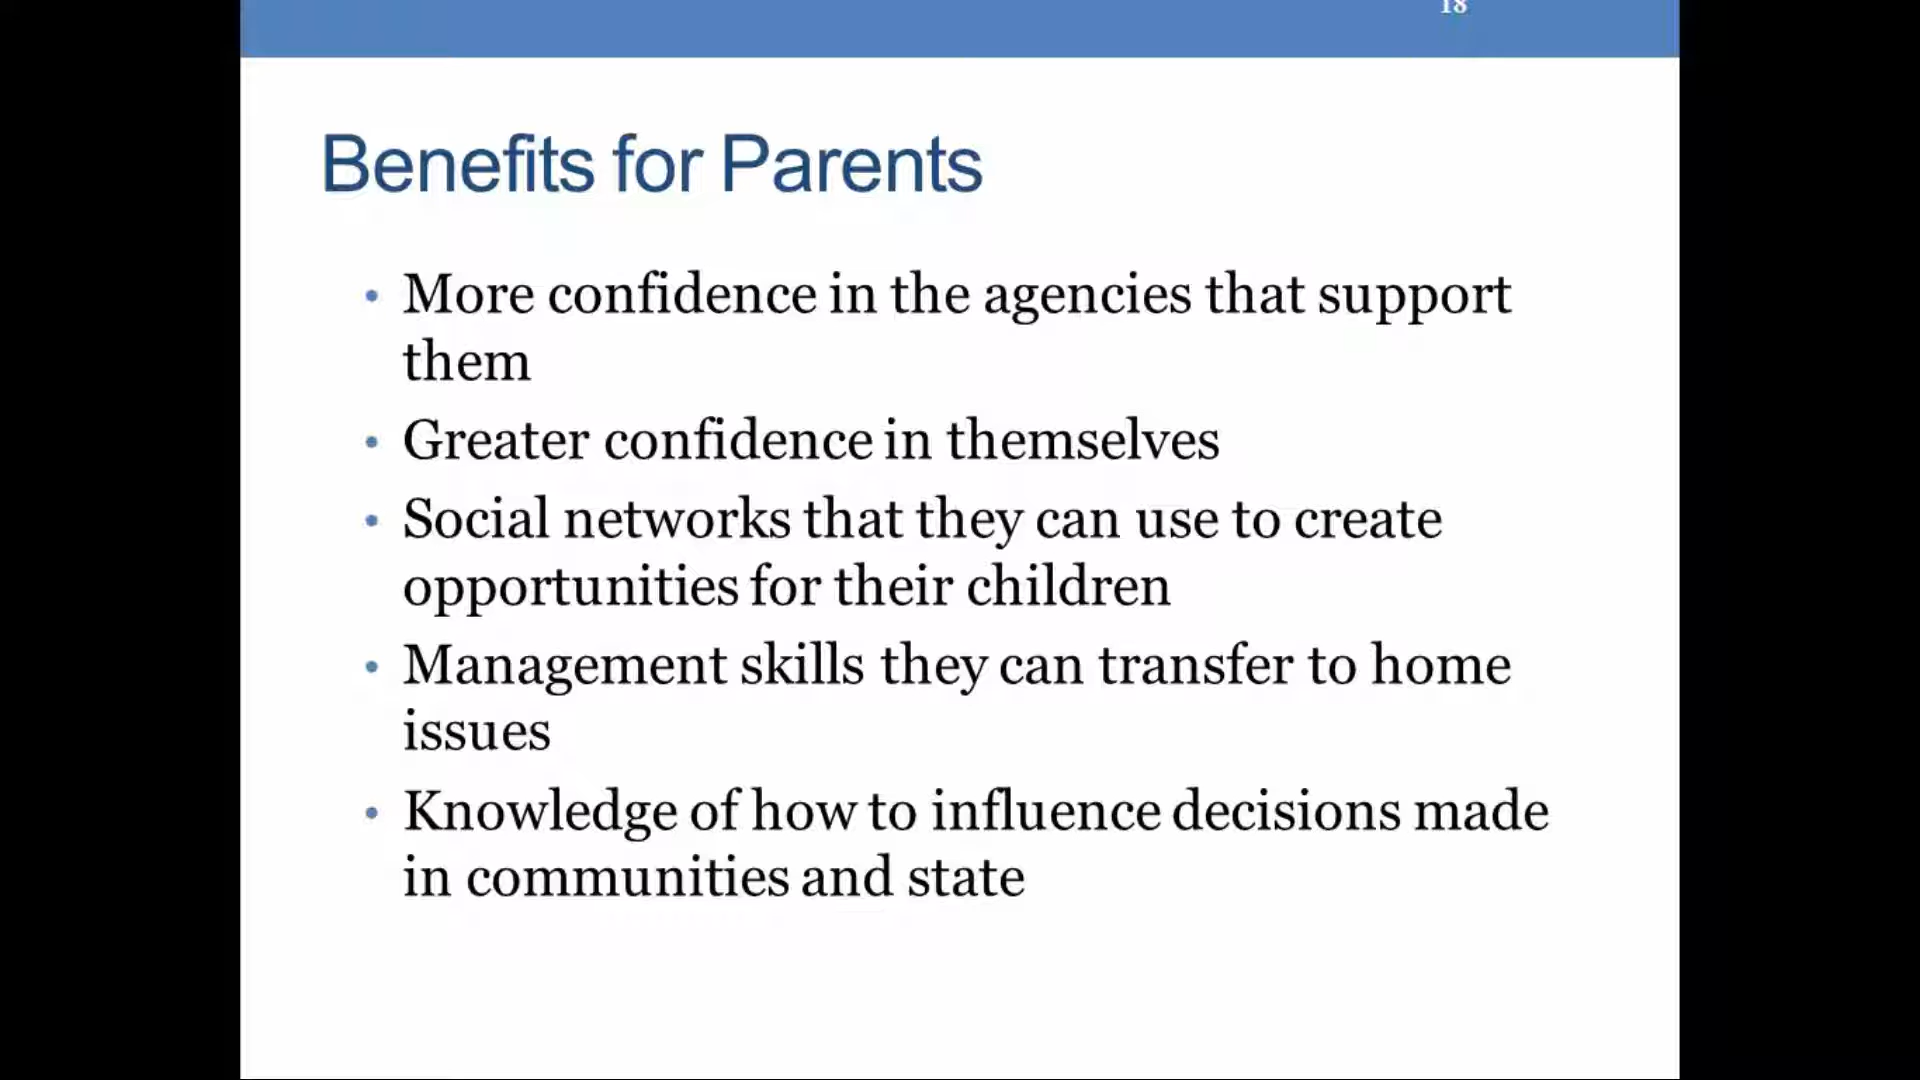 18
Benefits for Parents
• More confidence in the agencies that support
them
• Greater confidence in themselves
• Social networks that they can use to create
opportunities for their children
• Management skills they can transfer to home
issues
• Knowledge of how to influence decisions made
in communities and state